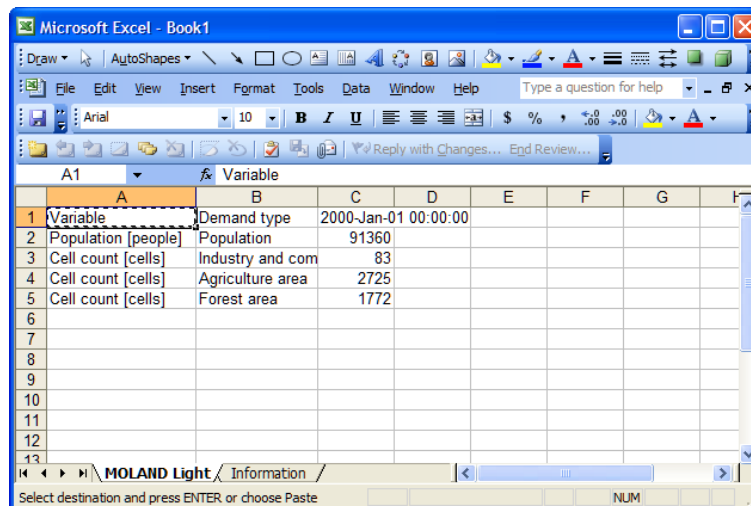 Microsoft Excel - Book1
Draw AutoShapes A
File Edit View Insert Format Tools Data Window Help Type a question for help
Arial 10 B I U $ % , .00 .00 A
Reply with Changes... End Review...
A1 fx Variable
A B C D E F G
1 Variable Demand type 2000-Jan-01 00:00:00
2 Population [people] Population 91360
3 Cell count [cells] Industry and com 83
4 Cell count [cells] Agriculture area 2725
5 Cell count [cells] Forest area 1772
6
7
8
9
10
11
12
13
MOLAND Light Information
Select destination and press ENTER or choose Paste NUM